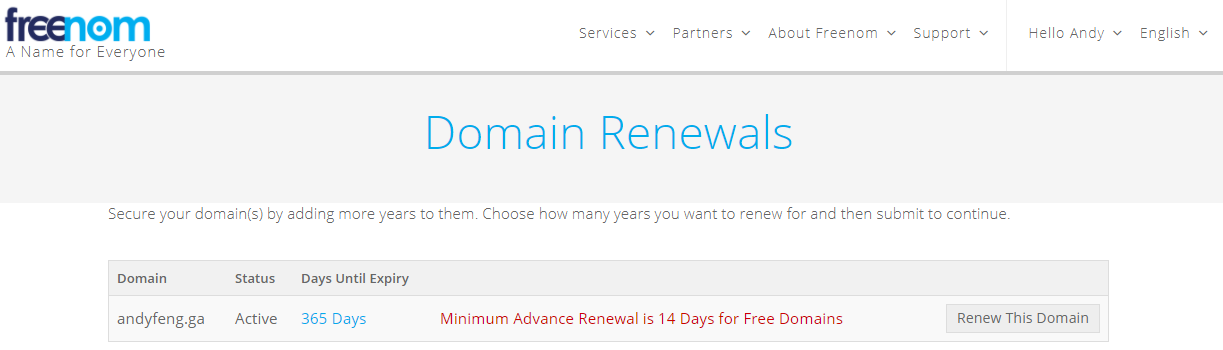 freenom
A Name for Everyone
Services Partners About Freenom Support Hello Andy English
Domain Renewals
Secure your domain(s) by adding more years to them. Choose how many years you want to renew for and then submit to continue.
Domain Status Days Until Expiry
andyfeng.ga Active 365 Days Minimum Advance Renewal is 14 Days for Free Domains Renew This Domain